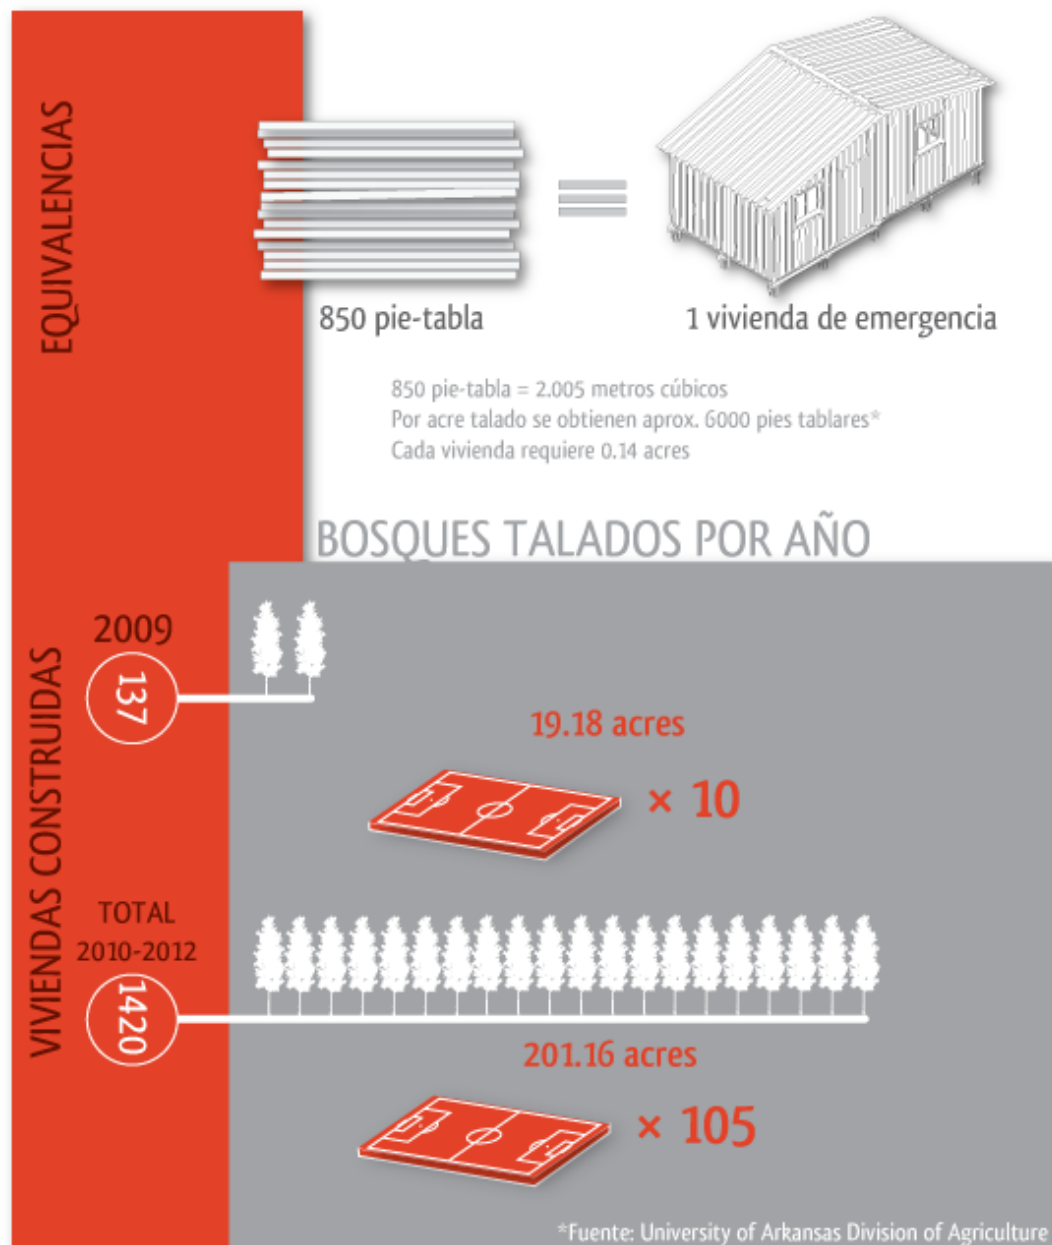 EQUIVALENCIAS
850 pie-tabla
1 vivienda de emergencia
850 pie-tabla = 2.005 metros cúbicos
Por acre talado se obtienen aprox. 6000 pies tablares*
Cada vivienda requiere 0.14 acres
BOSQUES TALADOS POR AÑO
VIVIENDAS CONSTRUIDAS
2009
137
19.18 acres
× 10
TOTAL
2010-2012
1420
201.16 acres
× 105
*Fuente: University of Arkansas Division of Agriculture